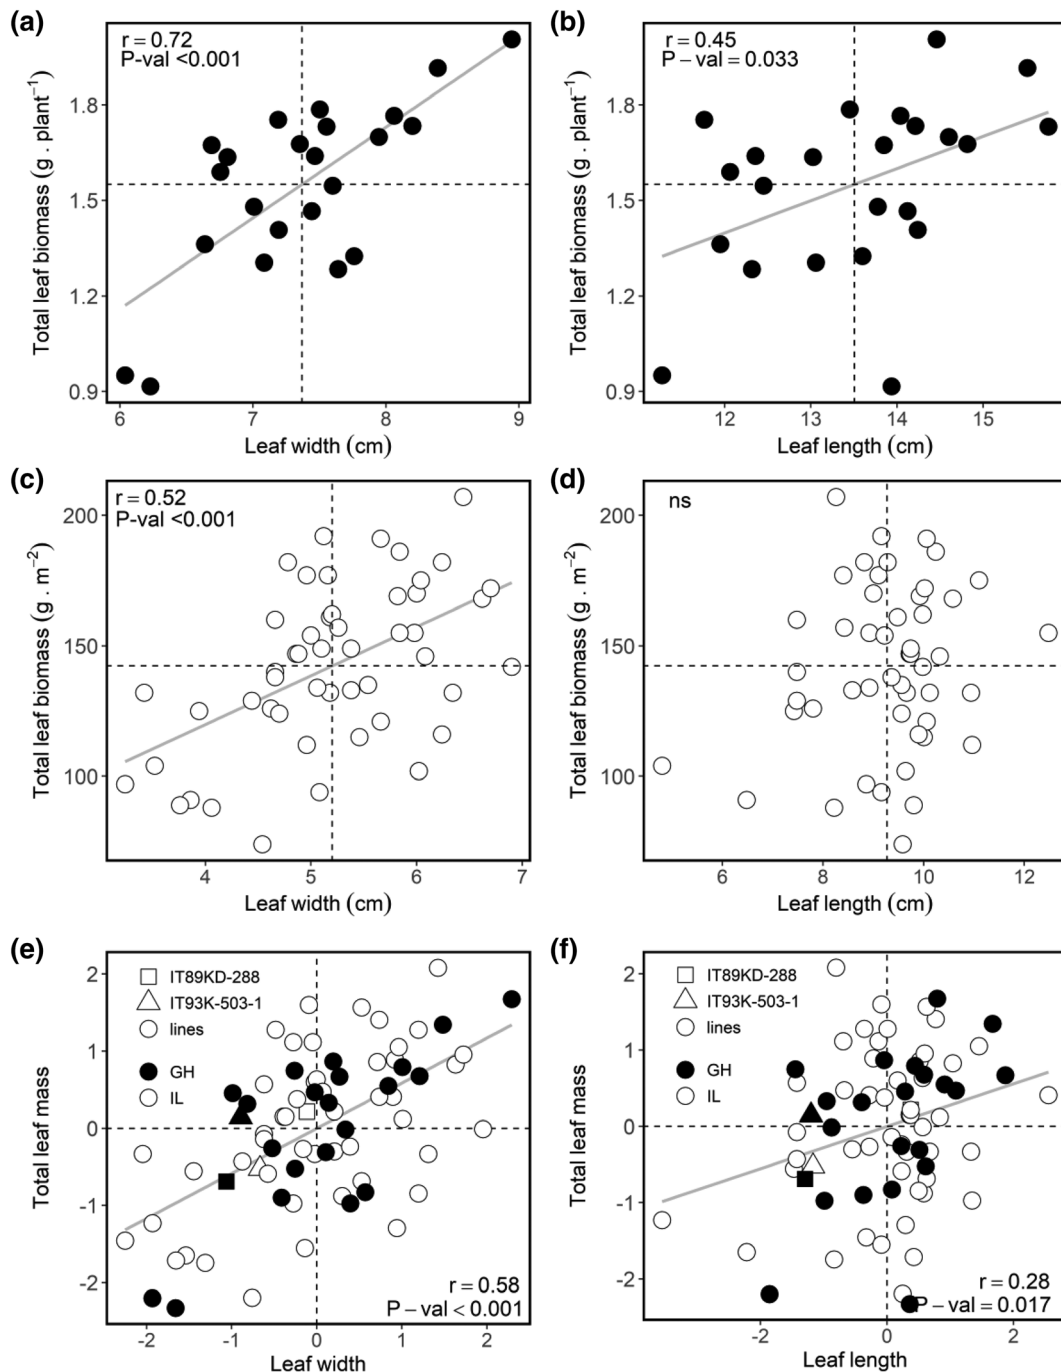 (a)
r = 0.72
P-val <0.001
Total leaf biomass (g . plant⁻¹)
1.8
1.5
1.2
0.9
6 7 8 9
Leaf width (cm)
(b)
r = 0.45
P – val = 0.033
Total leaf biomass (g . plant⁻¹)
1.8
1.5
1.2
0.9
12 13 14 15
Leaf length (cm)
(c)
r = 0.52
P-val <0.001
Total leaf biomass (g . m⁻²)
200
150
100
4 5 6 7
Leaf width (cm)
(d)
ns
Total leaf biomass (g . m⁻²)
200
150
100
6 8 10 12
Leaf length (cm)
(e)
IT89KD-288
IT93K-503-1
lines
GH
IL
Total leaf mass
2
1
0
-1
-2
r = 0.58
P – val < 0.001
-2 -1 0 1 2
Leaf width
(f)
IT89KD-288
IT93K-503-1
lines
GH
IL
Total leaf mass
2
1
0
-1
-2
r = 0.28
P – val = 0.017
-2 0 2
Leaf length